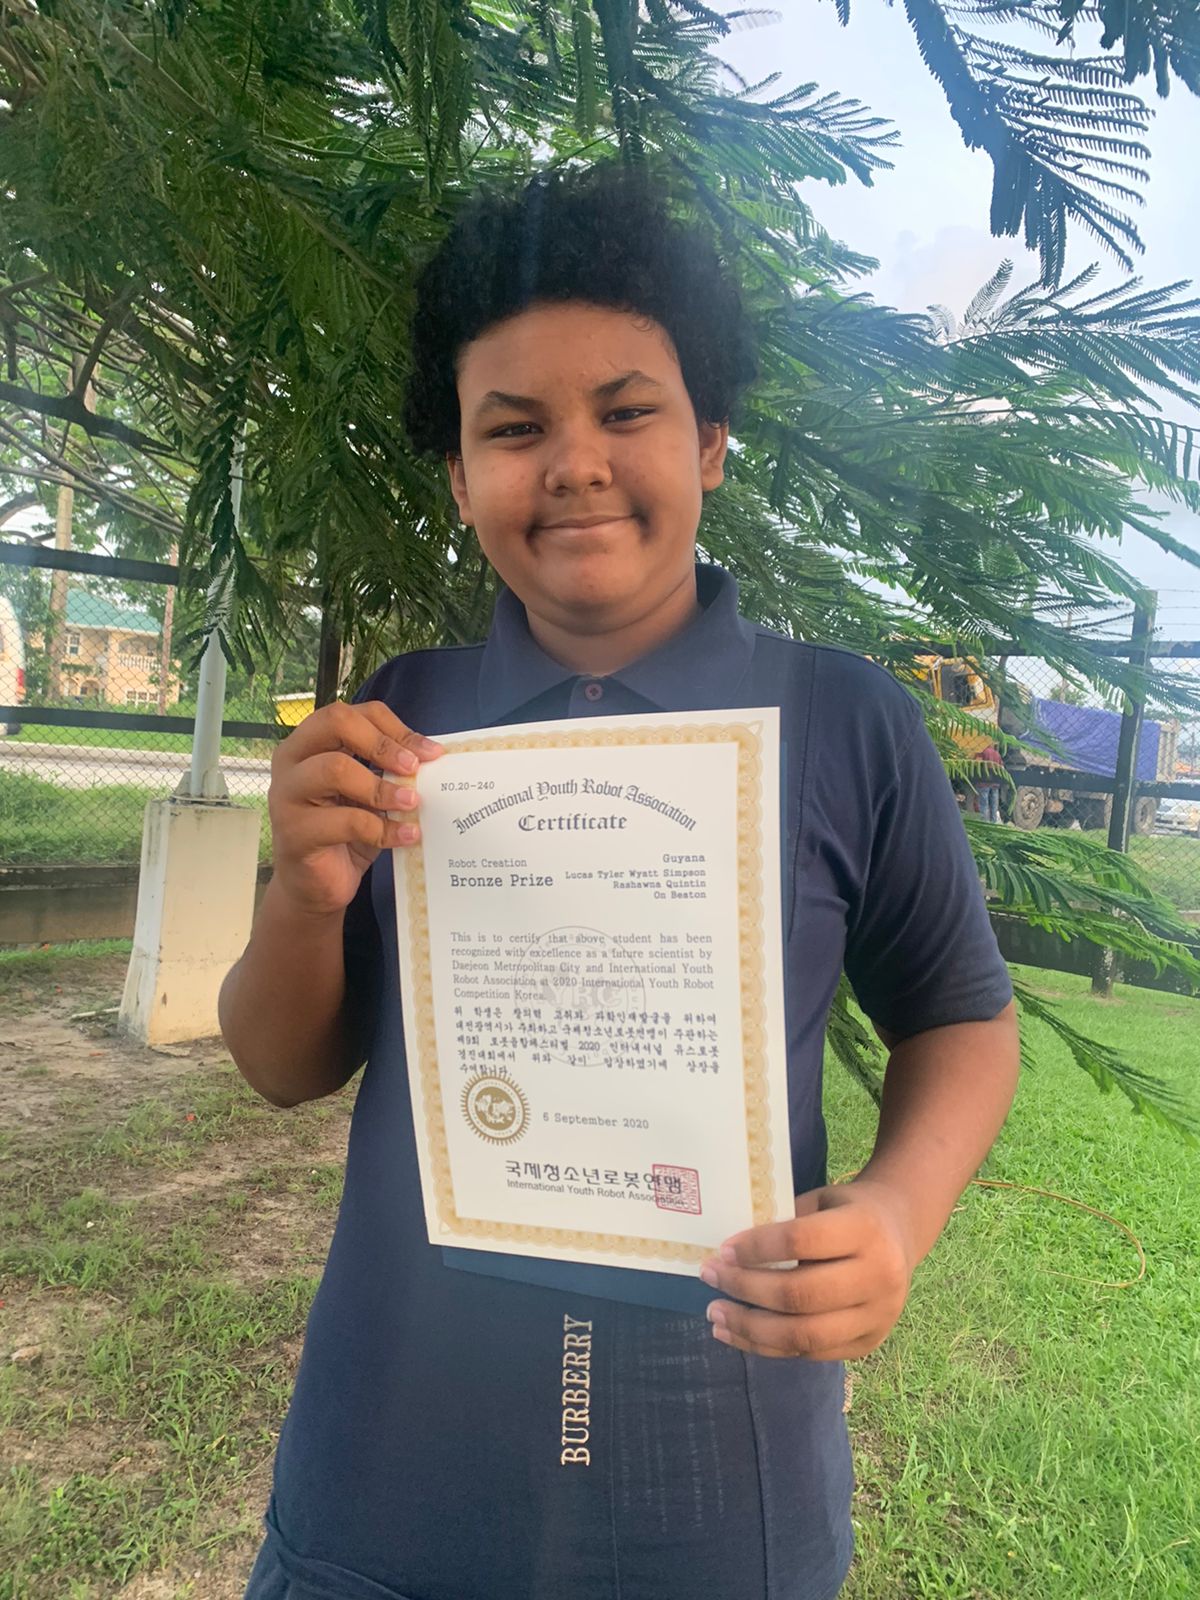 NO.20-240
International Youth Robot Association
Certificate
Robot Creation
Bronze Prize
Guyana
Lucas Tyler Wyatt Simpson
Rashawna Quintin
On Beaton
This is to certify that above student has been
recognized with excellence as a future scientist by
Daejeon Metropolitan City and International Youth
Robot Association at 2020 International Youth Robot
Competition Korea.
위 학생은 창의력 고취와 과학인재발굴을 위하여
대전광역시가 주최하고 국제청소년로봇연맹이 주관하는
제9회 로봇융합페스티벌 2020 인터내셔널 유스로봇
경진대회에서 위와 같이 입상하였기에 상장을
수여합니다.
6 September 2020
국제청소년로봇연맹
International Youth Robot Association
BURBERRY